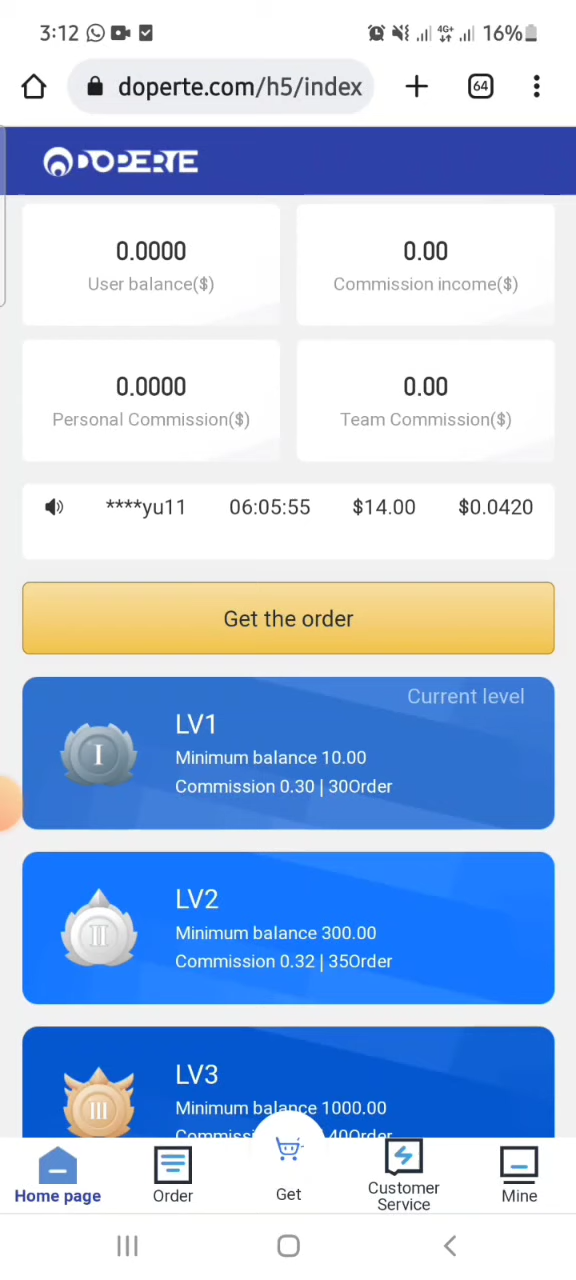 3:12
4G+
16%
doperte.com/h5/index
64
DOPERTE
0.0000
User balance($)
0.00
Commission income($)
0.0000
Personal Commission($)
0.00
Team Commission($)
****yu11 06:05:55 $14.00 $0.0420
Get the order
Current level
I
LV1
Minimum balance 10.00
Commission 0.30 | 30Order
II
LV2
Minimum balance 300.00
Commission 0.32 | 35Order
III
LV3
Minimum balance 1000.00
Home page
Order
Get
Customer
Service
Mine